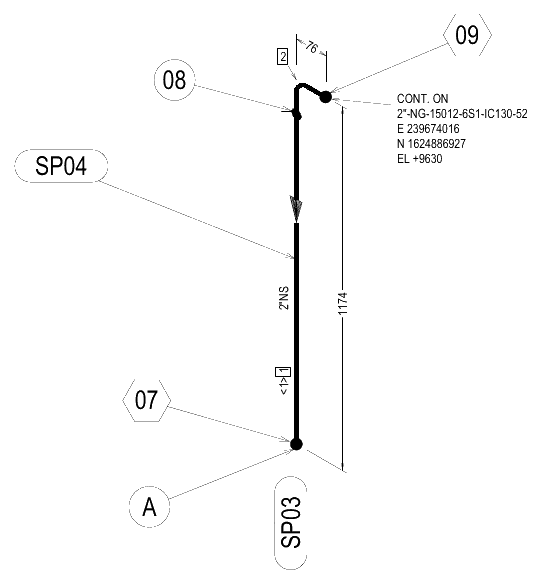 09
76
2
08
CONT. ON
2"-NG-15012-6S1-IC130-52
E 239674016
N 1624886927
EL +9630
SP04
2"NS
1174
<1> 1
07
A
SP03